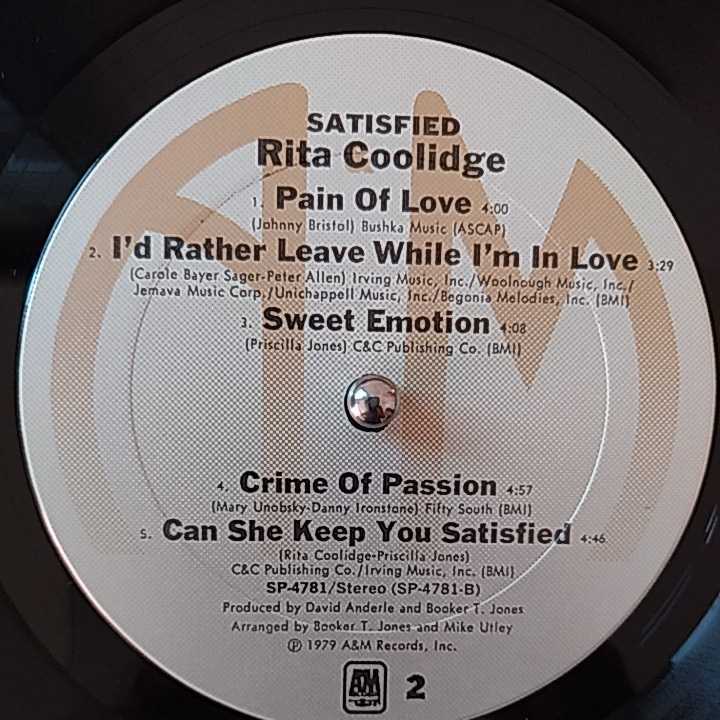 SATISFIED
Rita Coolidge
1. Pain Of Love 4:00
(Johnny Bristol) Bushka Music (ASCAP)
2. I'd Rather Leave While I'm In Love 3:29
(Carole Bayer Sager-Peter Allen) Irving Music, Inc./Woolnough Music, Inc./
Jemava Music Corp./Unichappell Music, Inc./Begonia Melodies, Inc. (BMI)
3. Sweet Emotion 4:08
(Priscilla Jones) C&C Publishing Co. (BMI)
4. Crime Of Passion 4:57
(Mary Unobsky-Danny Ironstone) Fifty South (BMI)
5. Can She Keep You Satisfied 4:46
(Rita Coolidge-Priscilla Jones)
C&C Publishing Co./Irving Music, Inc. (BMI)
SP-4781/Stereo (SP-4781-B)
Produced by David Anderle and Booker T. Jones
Arranged by Booker T. Jones and Mike Utley
℗ 1979 A&M Records, Inc.
A&M 2